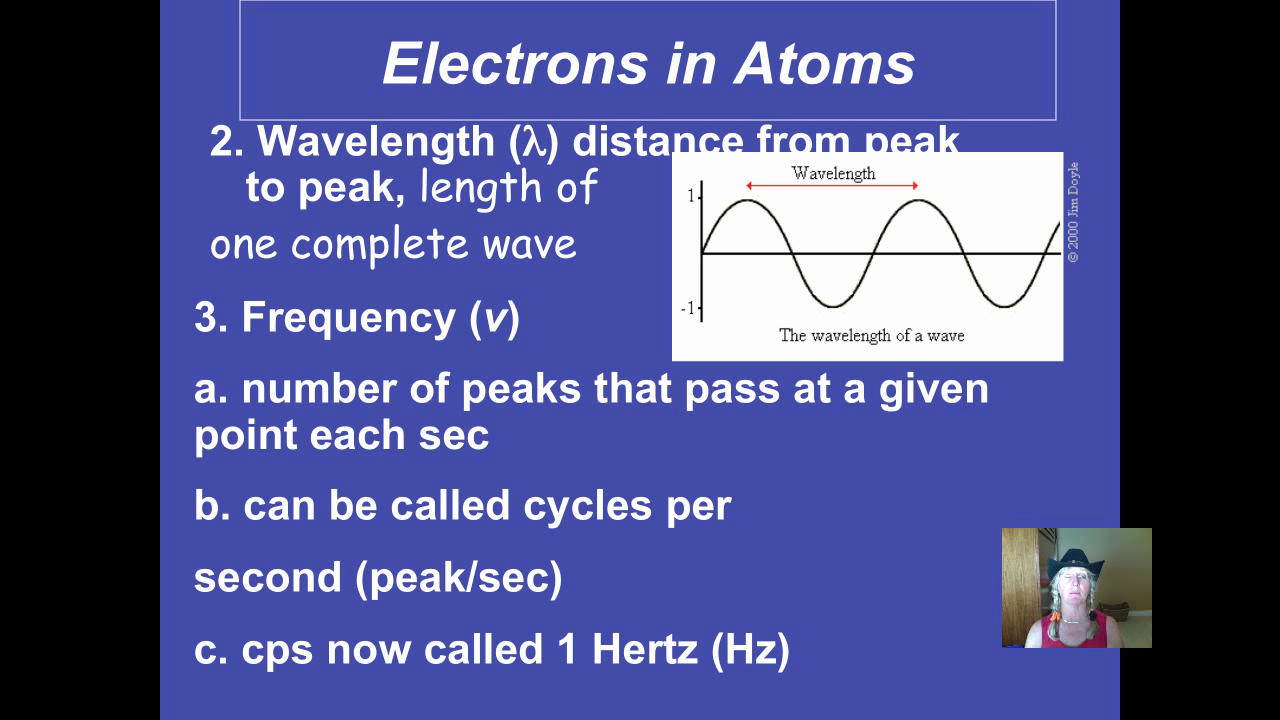 Electrons in Atoms
2. Wavelength (λ) distance from peak
to peak, length of
one complete wave
Wavelength
1
-1
The wavelength of a wave
© 2000 Jim Doyle
3. Frequency (v)
a. number of peaks that pass at a given
point each sec
b. can be called cycles per
second (peak/sec)
c. cps now called 1 Hertz (Hz)